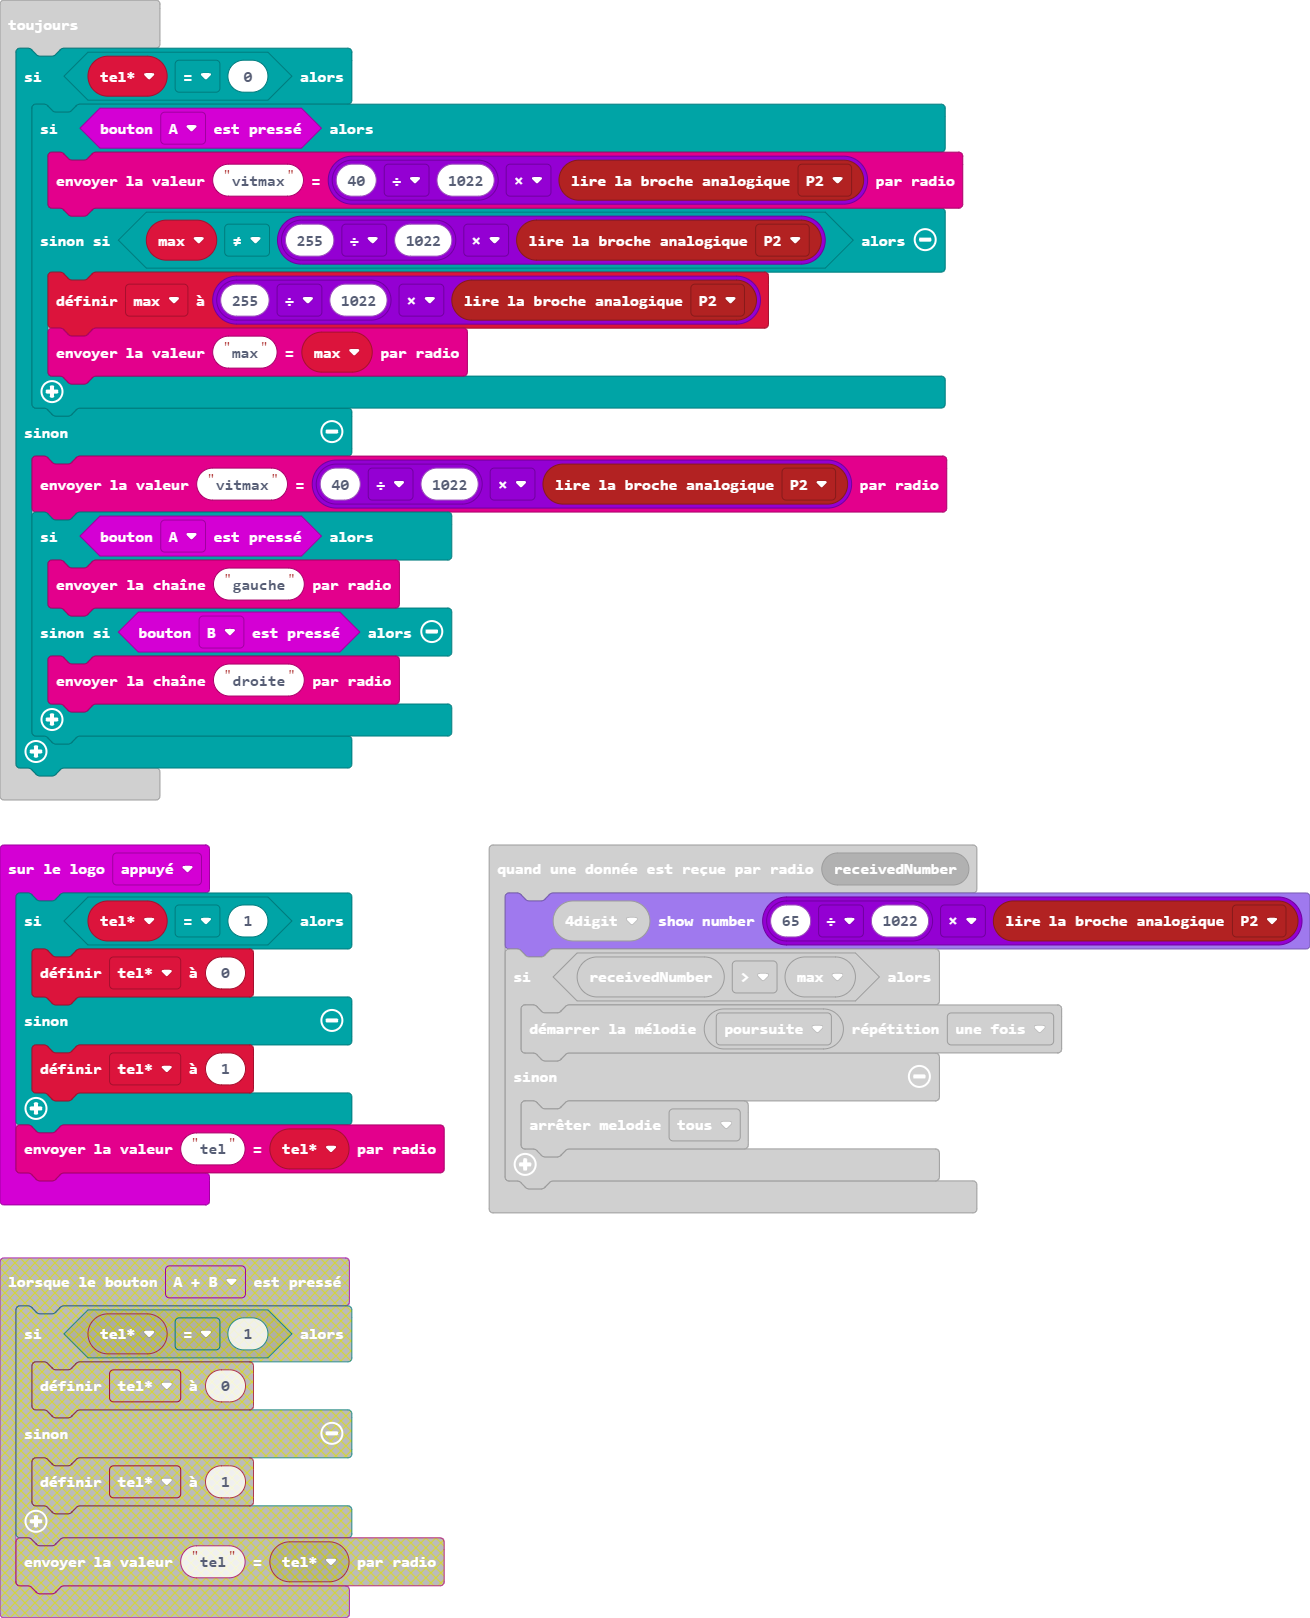 toujours
si tel* = 0 alors
si bouton A est pressé alors
envoyer la valeur "vitmax" = 40 ÷ 1022 × lire la broche analogique P2 par radio
sinon si max ≠ 255 ÷ 1022 × lire la broche analogique P2 alors
définir max à 255 ÷ 1022 × lire la broche analogique P2
envoyer la valeur "max" = max par radio
sinon
envoyer la valeur "vitmax" = 40 ÷ 1022 × lire la broche analogique P2 par radio
si bouton A est pressé alors
envoyer la chaîne "gauche" par radio
sinon si bouton B est pressé alors
envoyer la chaîne "droite" par radio
sur le logo appuyé
si tel* = 1 alors
définir tel* à 0
sinon
définir tel* à 1
envoyer la valeur "tel" = tel* par radio
quand une donnée est reçue par radio receivedNumber
4digit show number 65 ÷ 1022 × lire la broche analogique P2
si receivedNumber > max alors
démarrer la mélodie poursuite répétition une fois
sinon
arrêter melodie tous
lorsque le bouton A + B est pressé
si tel* = 1 alors
définir tel* à 0
sinon
définir tel* à 1
envoyer la valeur "tel" = tel* par radio